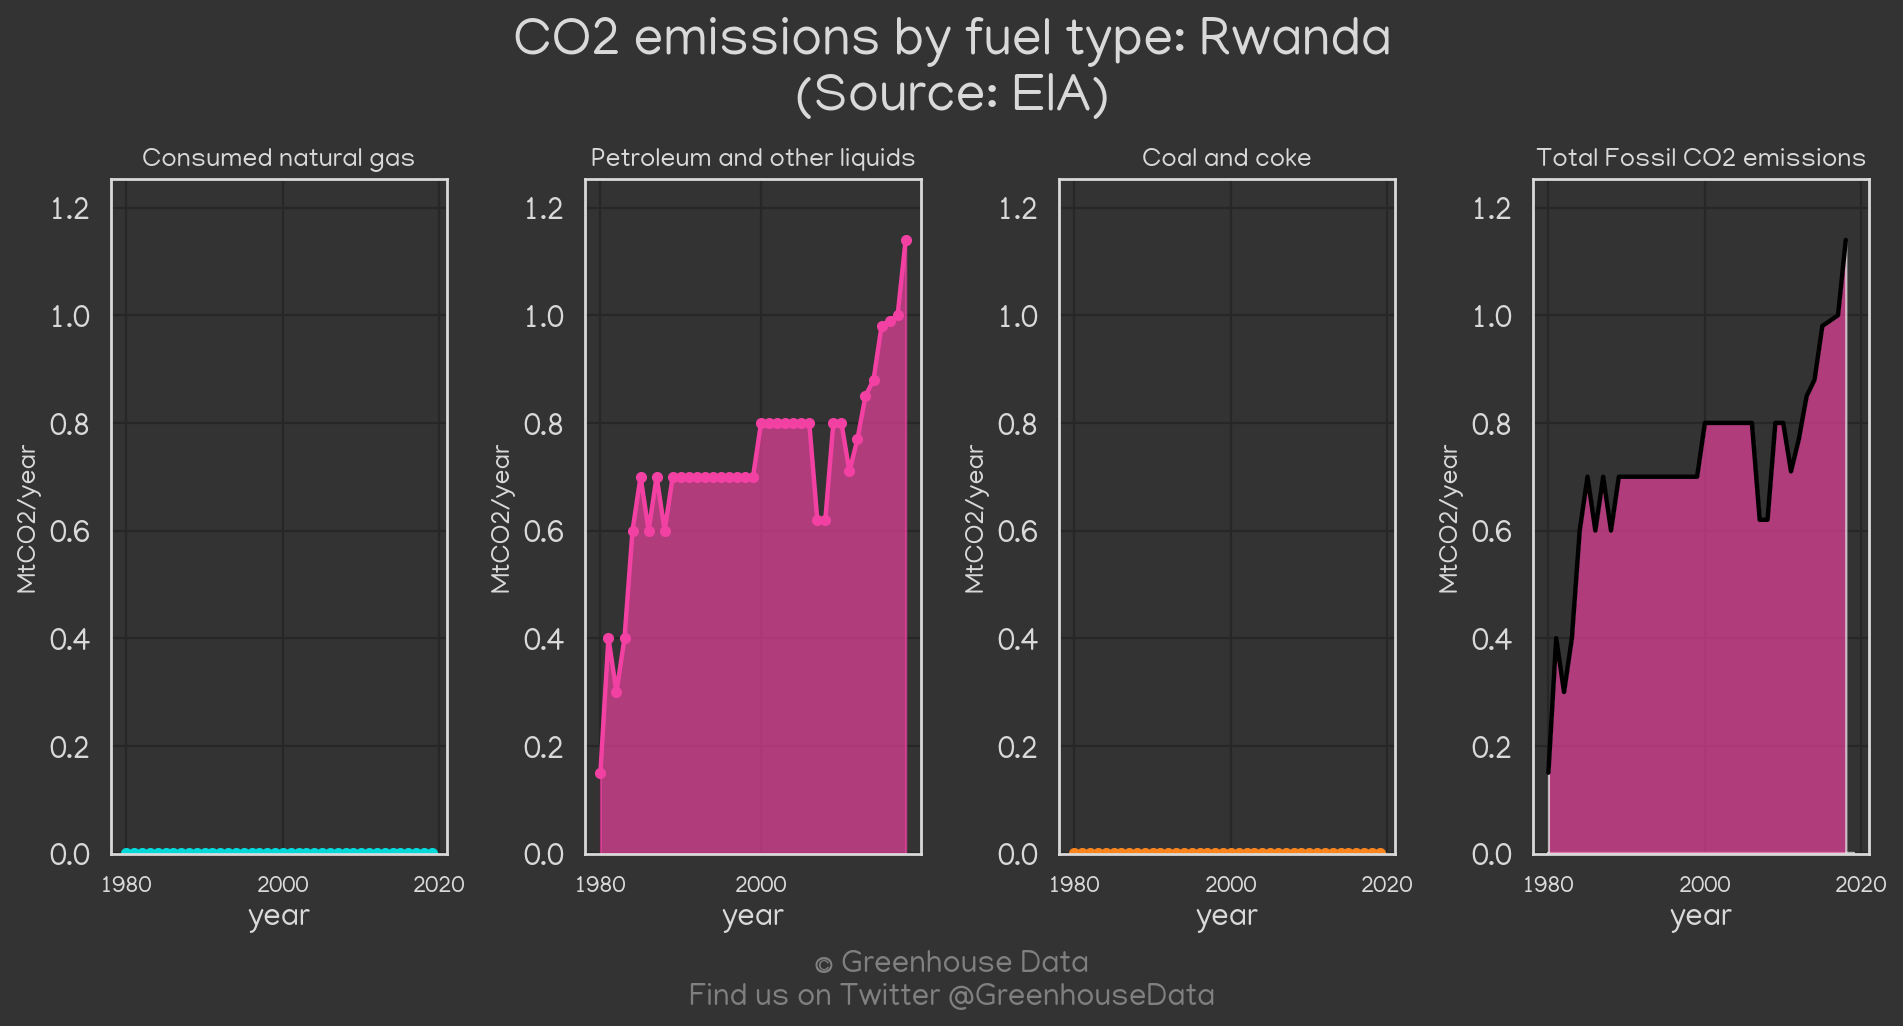 CO2 emissions by fuel type: Rwanda
(Source: EIA)
Consumed natural gas
1.2
1.0
0.8
0.6
0.4
0.2
0.0
MtCO2/year
1980 2000 2020
year
Petroleum and other liquids
1.2
1.0
0.8
0.6
0.4
0.2
0.0
MtCO2/year
1980 2000
year
Coal and coke
1.2
1.0
0.8
0.6
0.4
0.2
0.0
MtCO2/year
1980 2000 2020
year
Total Fossil CO2 emissions
1.2
1.0
0.8
0.6
0.4
0.2
0.0
MtCO2/year
1980 2000 2020
year
© Greenhouse Data
Find us on Twitter @GreenhouseData